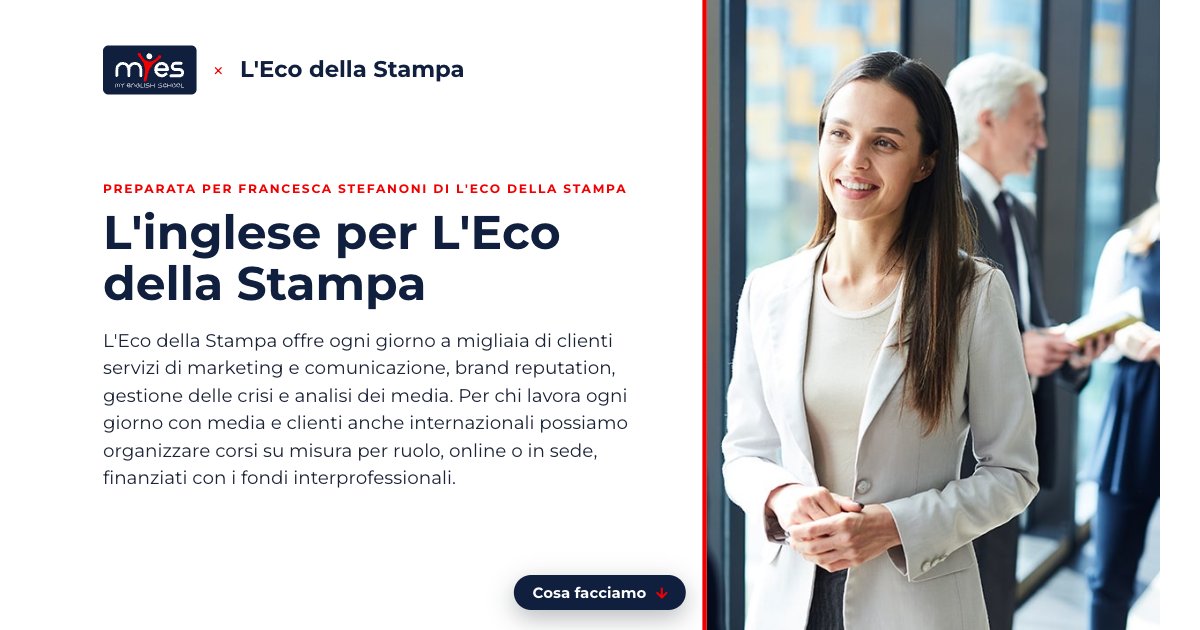 myes
MY ENGLISH SCHOOL
× L'Eco della Stampa
PREPARATA PER FRANCESCA STEFANONI DI L'ECO DELLA STAMPA
L'inglese per L'Eco
della Stampa
L'Eco della Stampa offre ogni giorno a migliaia di clienti
servizi di marketing e comunicazione, brand reputation,
gestione delle crisi e analisi dei media. Per chi lavora ogni
giorno con media e clienti anche internazionali possiamo
organizzare corsi su misura per ruolo, online o in sede,
finanziati con i fondi interprofessionali.
Cosa facciamo ↓